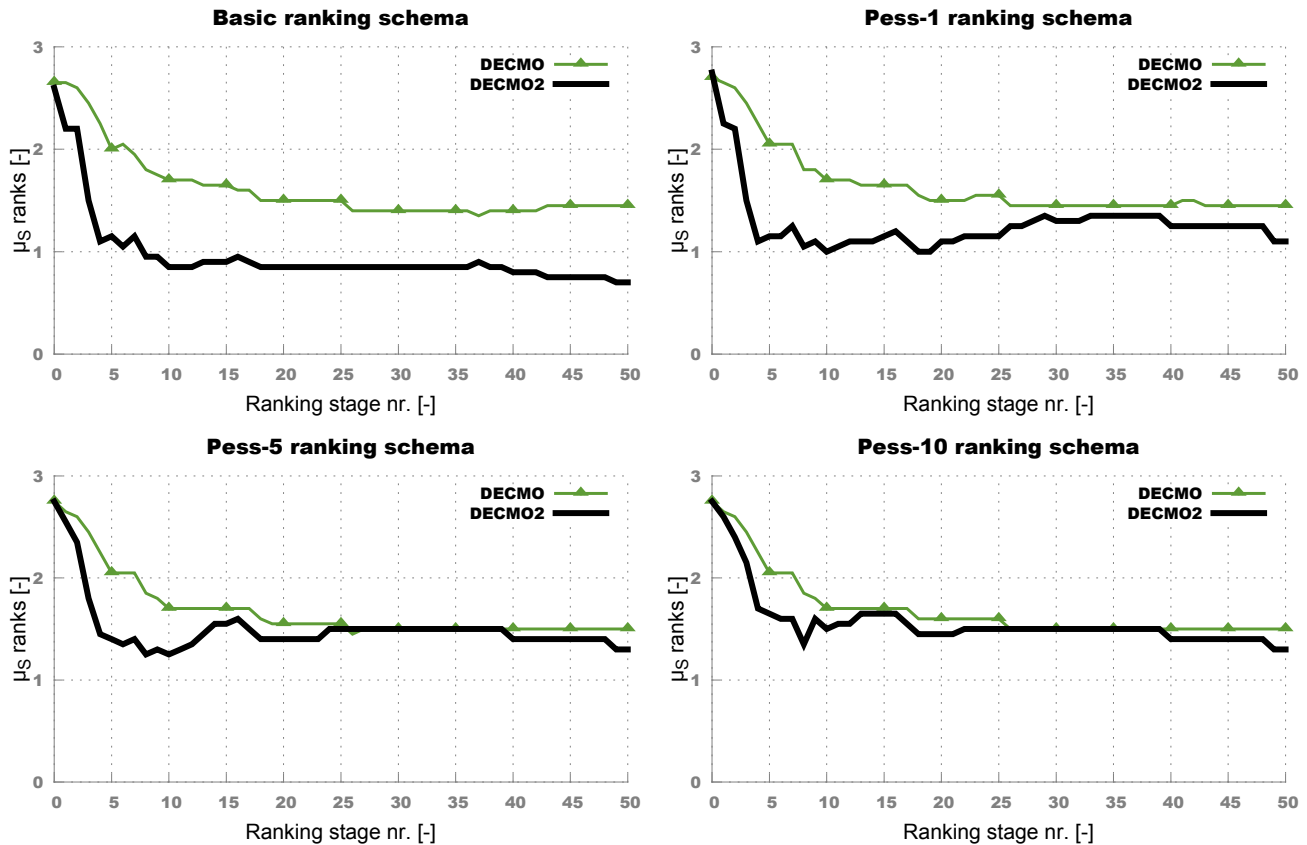 Basic ranking schema
3
2
1
0
µS ranks [-]
DECMO
DECMO2
0 5 10 15 20 25 30 35 40 45 50
Ranking stage nr. [-]
Pess-1 ranking schema
3
2
1
0
µS ranks [-]
DECMO
DECMO2
0 5 10 15 20 25 30 35 40 45 50
Ranking stage nr. [-]
Pess-5 ranking schema
3
2
1
0
µS ranks [-]
DECMO
DECMO2
0 5 10 15 20 25 30 35 40 45 50
Ranking stage nr. [-]
Pess-10 ranking schema
3
2
1
0
µS ranks [-]
DECMO
DECMO2
0 5 10 15 20 25 30 35 40 45 50
Ranking stage nr. [-]